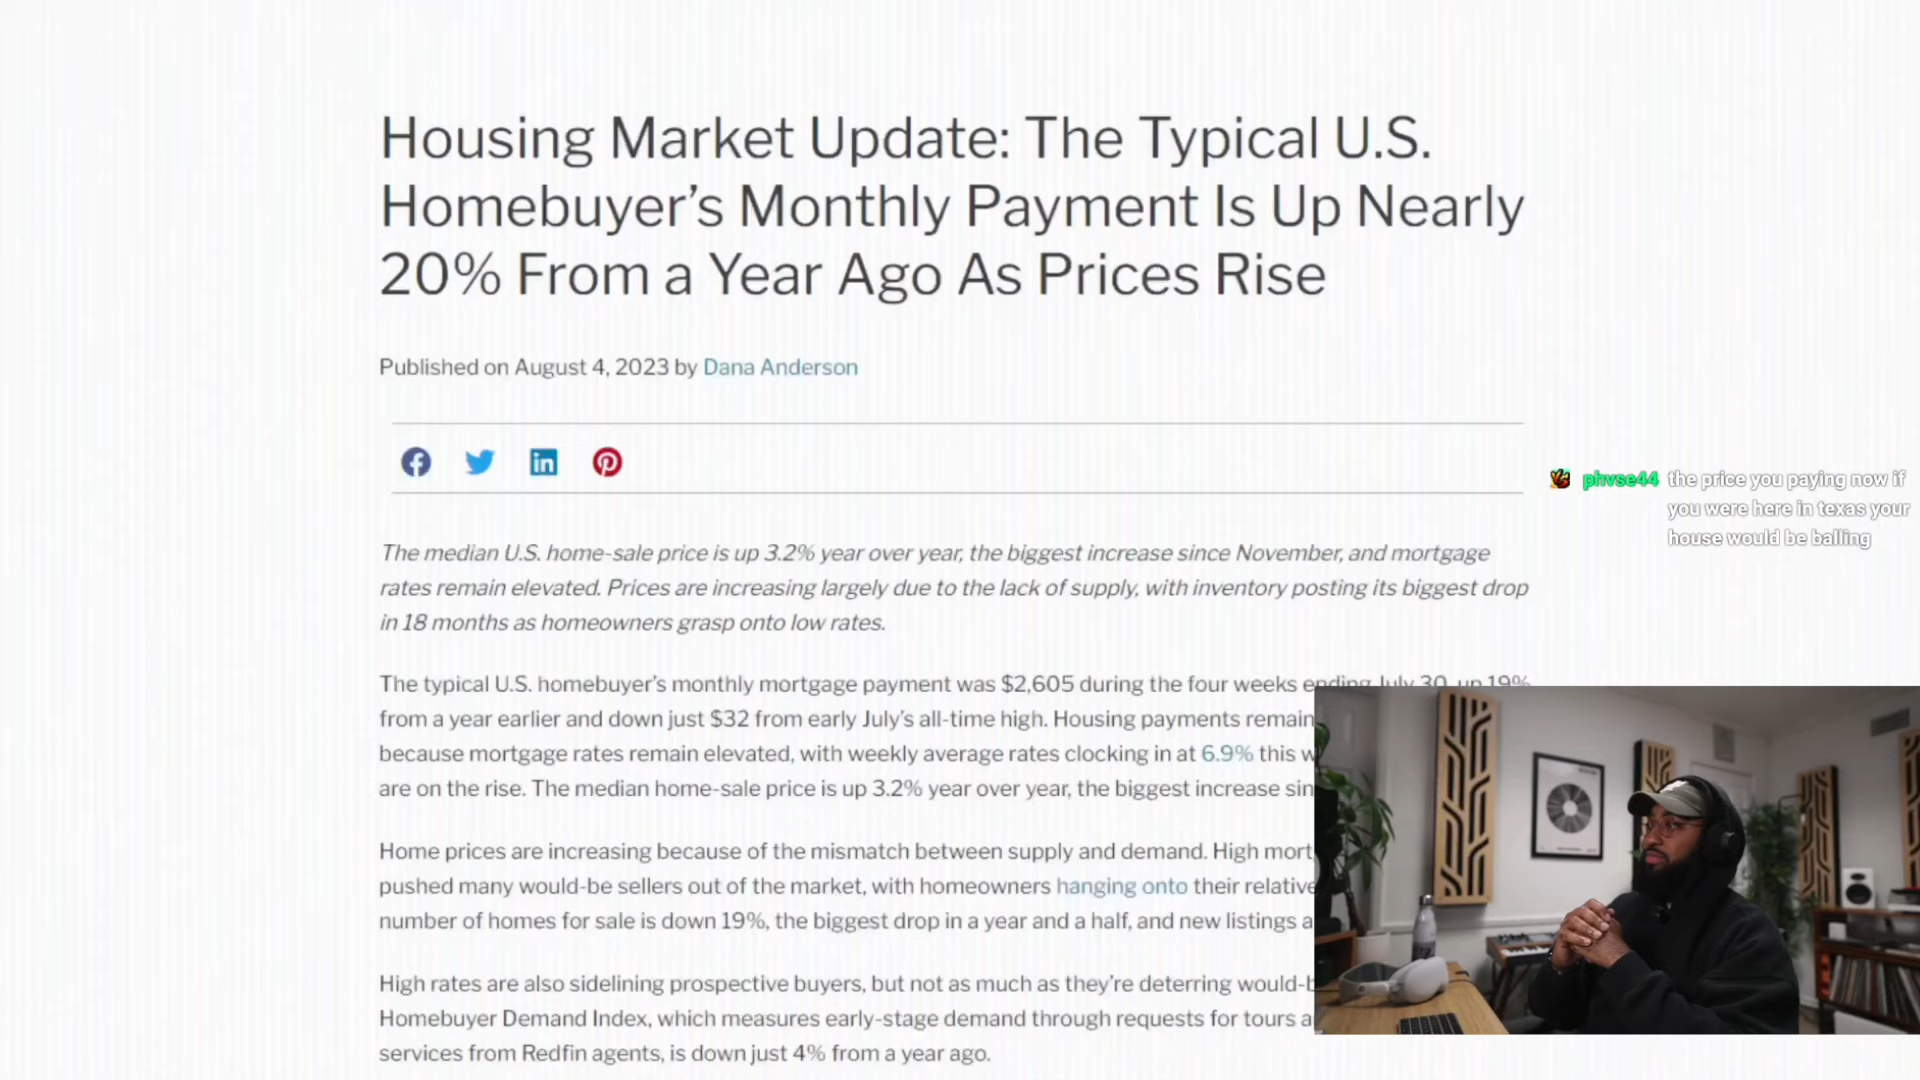 Housing Market Update: The Typical U.S.
Homebuyer’s Monthly Payment Is Up Nearly
20% From a Year Ago As Prices Rise
Published on August 4, 2023 by Dana Anderson
The median U.S. home-sale price is up 3.2% year over year, the biggest increase since November, and mortgage
rates remain elevated. Prices are increasing largely due to the lack of supply, with inventory posting its biggest drop
in 18 months as homeowners grasp onto low rates.
The typical U.S. homebuyer’s monthly mortgage payment was $2,605 during the four weeks ending July 30, up 19%
from a year earlier and down just $32 from early July’s all-time high. Housing payments remain
because mortgage rates remain elevated, with weekly average rates clocking in at 6.9% this w
are on the rise. The median home-sale price is up 3.2% year over year, the biggest increase sin
Home prices are increasing because of the mismatch between supply and demand. High mort
pushed many would-be sellers out of the market, with homeowners hanging onto their relative
number of homes for sale is down 19%, the biggest drop in a year and a half, and new listings a
High rates are also sidelining prospective buyers, but not as much as they’re deterring would-b
Homebuyer Demand Index, which measures early-stage demand through requests for tours a
services from Redfin agents, is down just 4% from a year ago.
phvse44 the price you paying now if
you were here in texas your
house would be balling